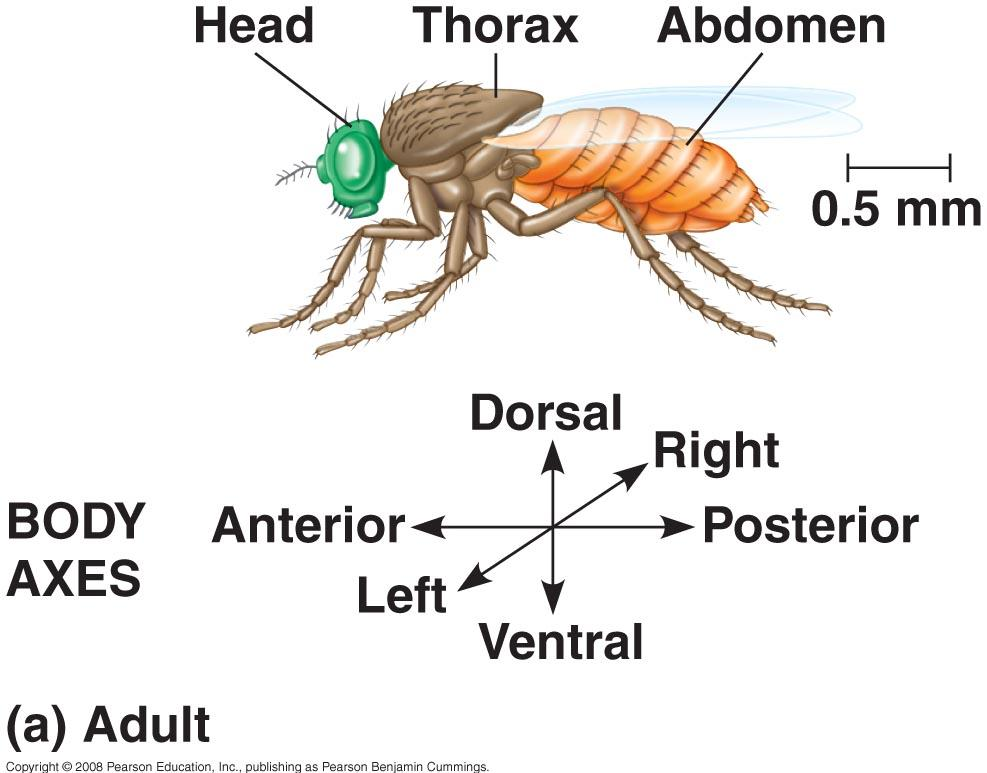 Head Thorax Abdomen
0.5 mm
Dorsal
Right
BODY
AXES
Anterior Posterior
Left
Ventral
(a) Adult
Copyright © 2008 Pearson Education, Inc., publishing as Pearson Benjamin Cummings.